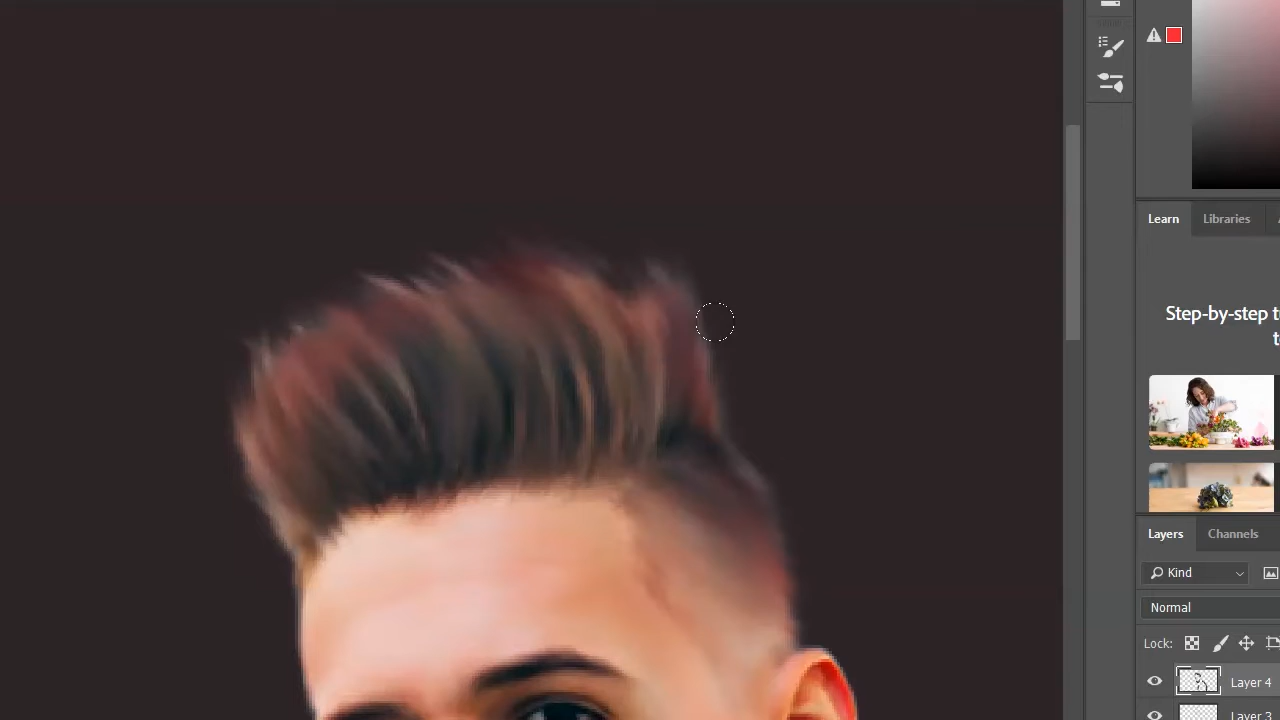 Learn
Libraries
Step-by-step
Layers
Channels
Kind
Normal
Lock:
Layer 4
Layer 3